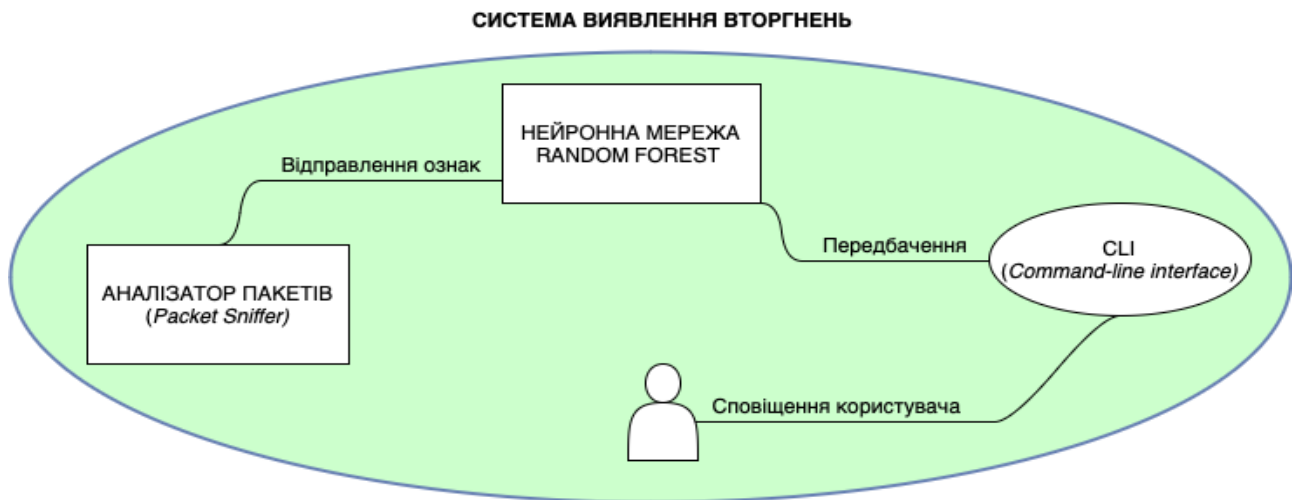 СИСТЕМА ВИЯВЛЕННЯ ВТОРГНЕНЬ
НЕЙРОННА МЕРЕЖА
RANDOM FOREST
Відправлення ознак
Передбачення
CLI
(Command-line interface)
АНАЛІЗАТОР ПАКЕТІВ
(Packet Sniffer)
Сповіщення користувача